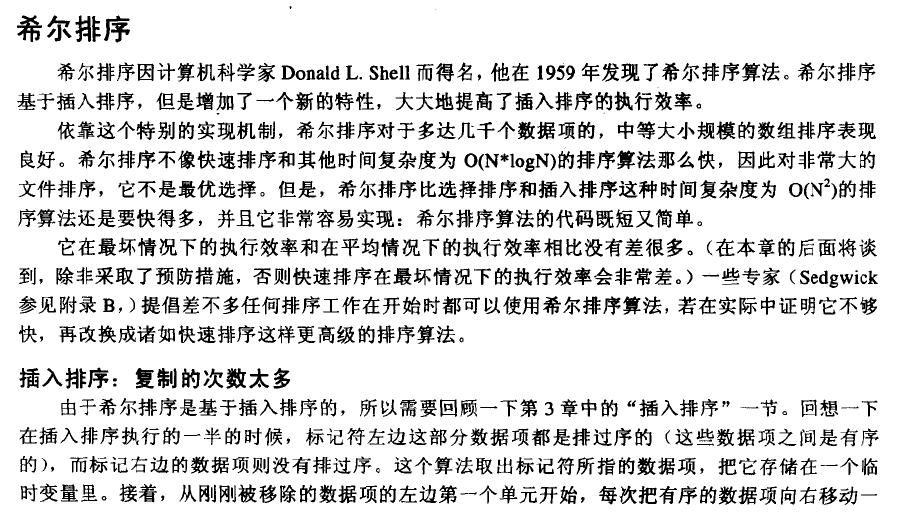 希尔排序
希尔排序因计算机科学家 Donald L. Shell 而得名，他在 1959 年发现了希尔排序算法。希尔排序
基于插入排序，但是增加了一个新的特性，大大地提高了插入排序的执行效率。
依靠这个特别的实现机制，希尔排序对于多达几千个数据项的，中等大小规模的数组排序表现
良好。希尔排序不像快速排序和其他时间复杂度为 O(N*logN)的排序算法那么快，因此对非常大的
文件排序，它不是最优选择。但是，希尔排序比选择排序和插入排序这种时间复杂度为 O(N²)的排
序算法还是要快得多，并且它非常容易实现：希尔排序算法的代码既短又简单。
它在最坏情况下的执行效率和在平均情况下的执行效率相比没有差很多。（在本章的后面将谈
到，除非采取了预防措施，否则快速排序在最坏情况下的执行效率会非常差。）一些专家（Sedgwick
参见附录 B，）提倡差不多任何排序工作在开始时都可以使用希尔排序算法，若在实际中证明它不够
快，再改换成诸如快速排序这样更高级的排序算法。
插入排序：复制的次数太多
由于希尔排序是基于插入排序的，所以需要回顾一下第 3 章中的“插入排序”一节。回想一下
在插入排序执行的一半的时候，标记符左边这部分数据项都是排过序的（这些数据项之间是有序
的），而标记右边的数据项则没有排过序。这个算法取出标记符所指的数据项，把它存储在一个临
时变量里。接着，从刚刚被移除的数据项的左边第一个单元开始，每次把有序的数据项向右移动一